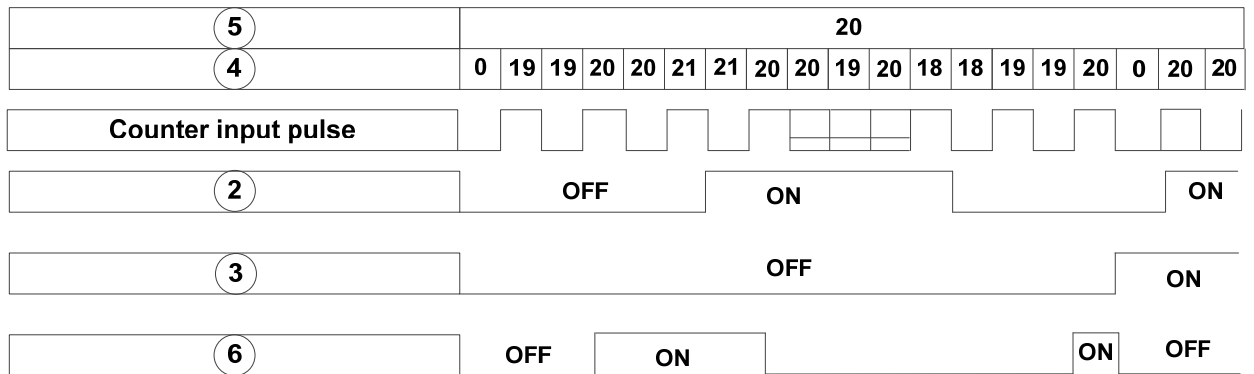 5 20
4 0 19 19 20 20 21 21 20 20 19 20 18 18 19 19 20 0 20 20
Counter input pulse
2 OFF ON ON
3 OFF ON
6 OFF ON ON OFF